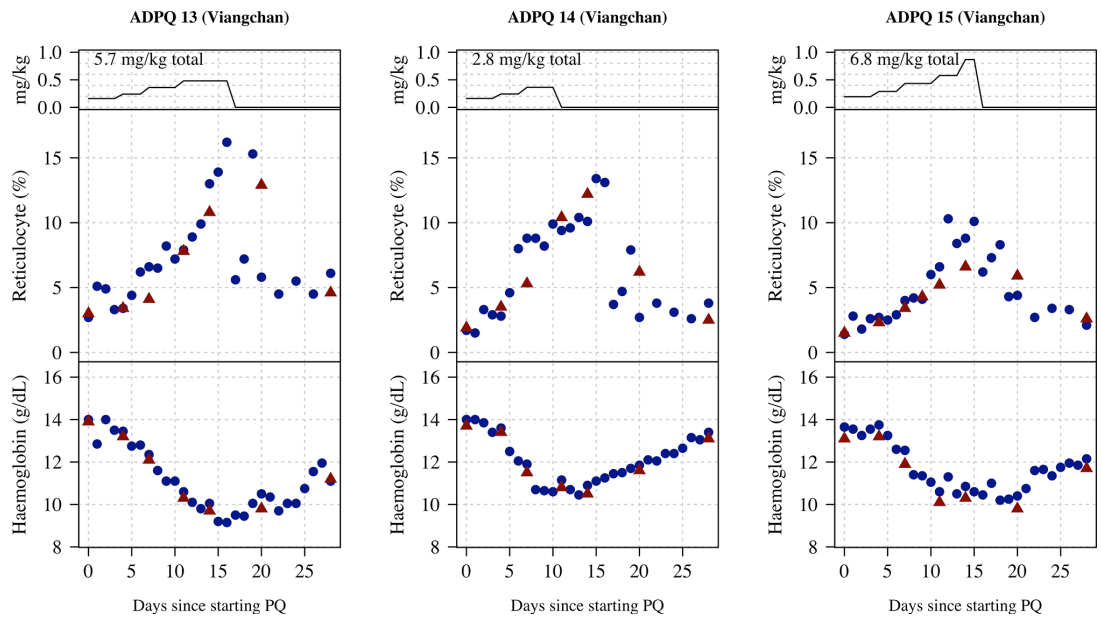 ADPQ 13 (Viangchan)
mg/kg
1.0
0.5
0.0
5.7 mg/kg total
Reticulocyte (%)
15
10
5
0
Haemoglobin (g/dL)
16
14
12
10
8
0 5 10 15 20 25
Days since starting PQ
ADPQ 14 (Viangchan)
mg/kg
1.0
0.5
0.0
2.8 mg/kg total
Reticulocyte (%)
15
10
5
0
Haemoglobin (g/dL)
16
14
12
10
8
0 5 10 15 20 25
Days since starting PQ
ADPQ 15 (Viangchan)
mg/kg
1.0
0.5
0.0
6.8 mg/kg total
Reticulocyte (%)
15
10
5
0
Haemoglobin (g/dL)
16
14
12
10
8
0 5 10 15 20 25
Days since starting PQ